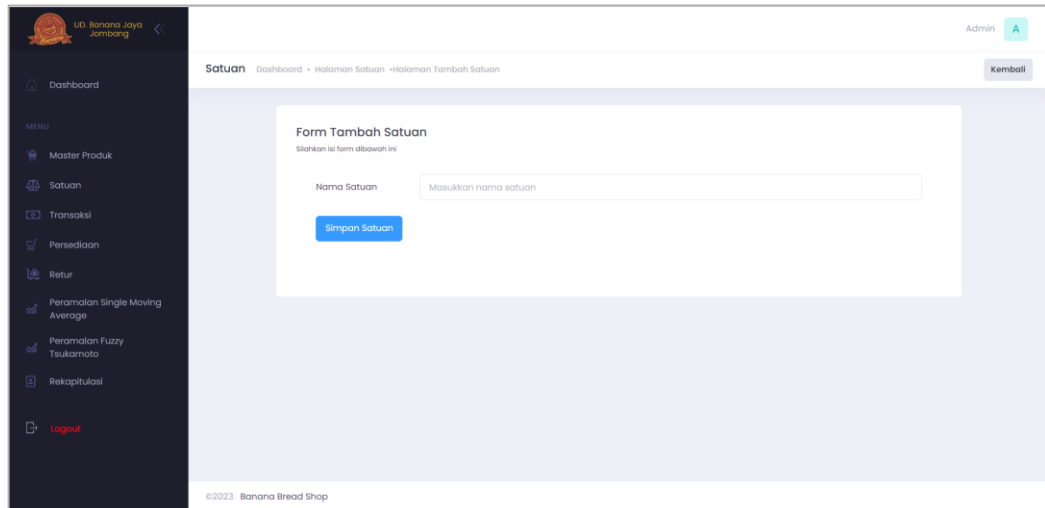 UD. Banana Jaya
Jombang
Dashboard
MENU
Master Produk
Satuan
Transaksi
Persediaan
Retur
Peramalan Single Moving
Average
Peramalan Fuzzy
Tsukamoto
Rekapitulasi
Logout
Admin A
Satuan Dashboard • Halaman Satuan •Halaman Tambah Satuan Kembali
Form Tambah Satuan
Silahkan isi form dibawah ini
Nama Satuan Masukkan nama satuan
Simpan Satuan
©2023 Banana Bread Shop